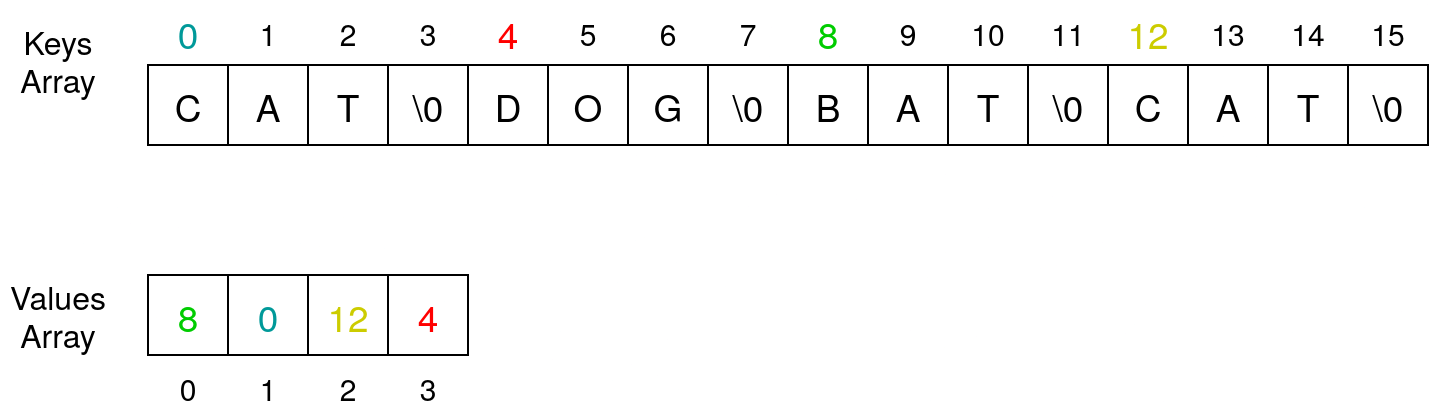 Keys Array
0 1 2 3 4 5 6 7 8 9 10 11 12 13 14 15
C A T \0 D O G \0 B A T \0 C A T \0
Values Array
8 0 12 4
0 1 2 3